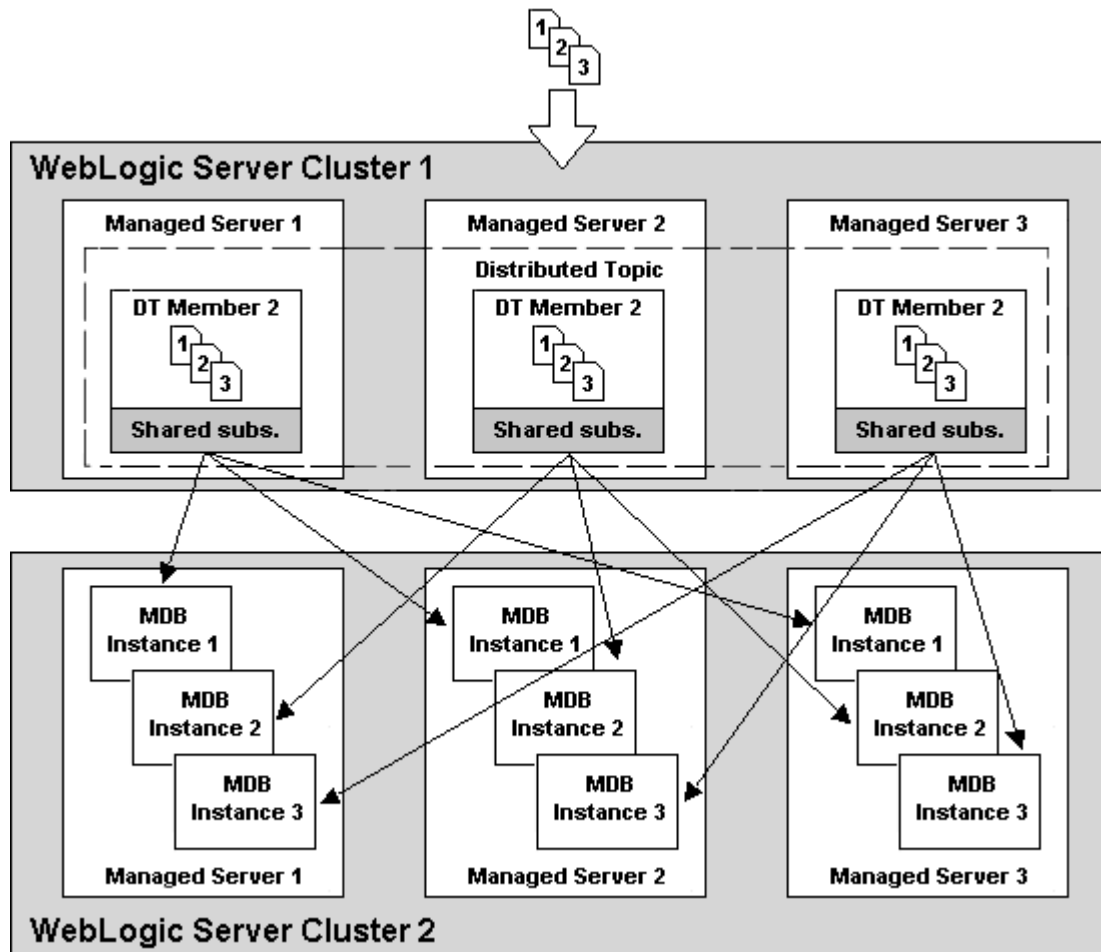 1
2
3
WebLogic Server Cluster 1
Managed Server 1
Managed Server 2
Managed Server 3
Distributed Topic
DT Member 2
DT Member 2
DT Member 2
1
2
3
1
2
3
1
2
3
Shared subs.
Shared subs.
Shared subs.
MDB
Instance 1
MDB
Instance 2
MDB
Instance 3
Managed Server 1
MDB
Instance 1
MDB
Instance 2
MDB
Instance 3
Managed Server 2
MDB
Instance 1
MDB
Instance 2
MDB
Instance 3
Managed Server 3
WebLogic Server Cluster 2